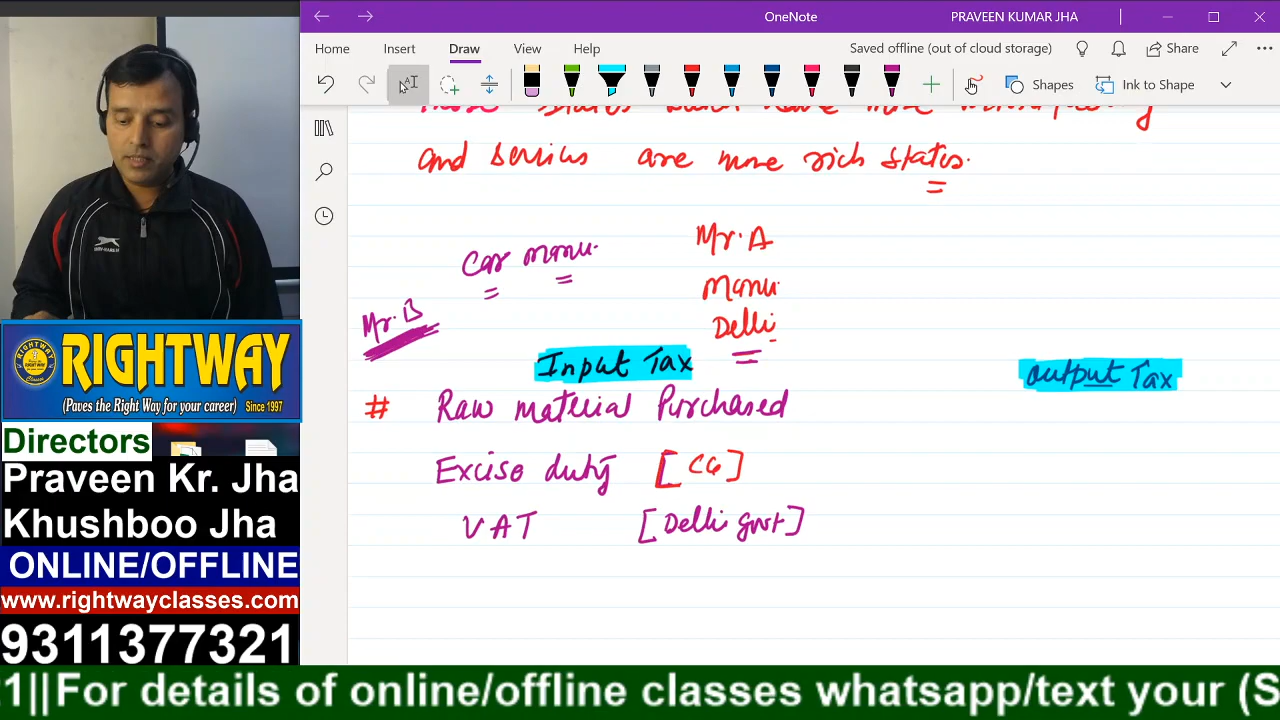 OneNote
PRAVEEN KUMAR JHA
Home Insert Draw View Help
Saved offline (out of cloud storage)
Share
Shapes
Ink to Shape
and are more rich states.
Mr. A
Car manu.
Manu.
Delhi
Mr. B
Input Tax
Output Tax
# Raw material Purchased
Excise duty [CG]
VAT [Delhi govt]
RIGHTWAY
(Paves the Right Way for your career) Since 1997
Directors
Praveen Kr. Jha
Khushboo Jha
ONLINE/OFFLINE
www.rightwayclasses.com
9311377321
1||For details of online/offline classes whatsapp/text your (S